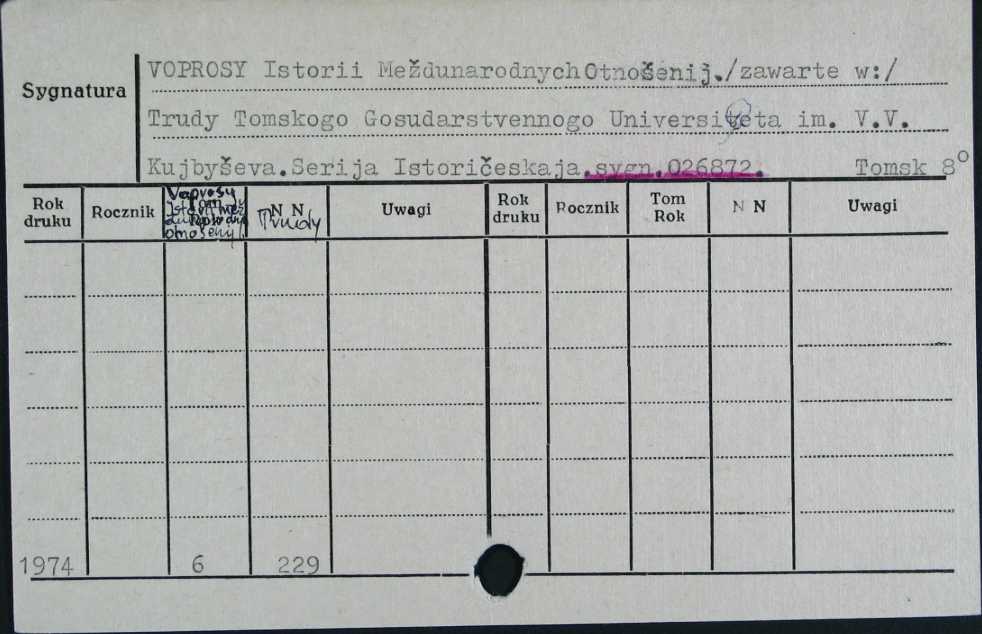 VOPROSY Istorii Meždunarodnych Otnošenij./zawarte w:/
Sygnatura
Trudy Tomskogo Gosudarstvennogo Universiteta im. V.V.
Kujbyševa.Serija Istoričeskaja.sygn.026872. Tomsk 8°
Rok druku Rocznik Voprosy N N Trudy Uwagi Rok druku Rocznik Tom Rok N N Uwagi
1974 6 229